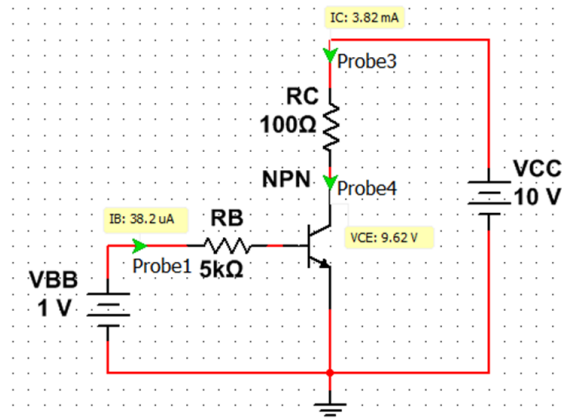 IC: 3.82 mA
Probe3
RC
100Ω
NPN
Probe4
VCC
10 V
IB: 38.2 uA
RB
VCE: 9.62 V
Probe1
5kΩ
VBB
1 V